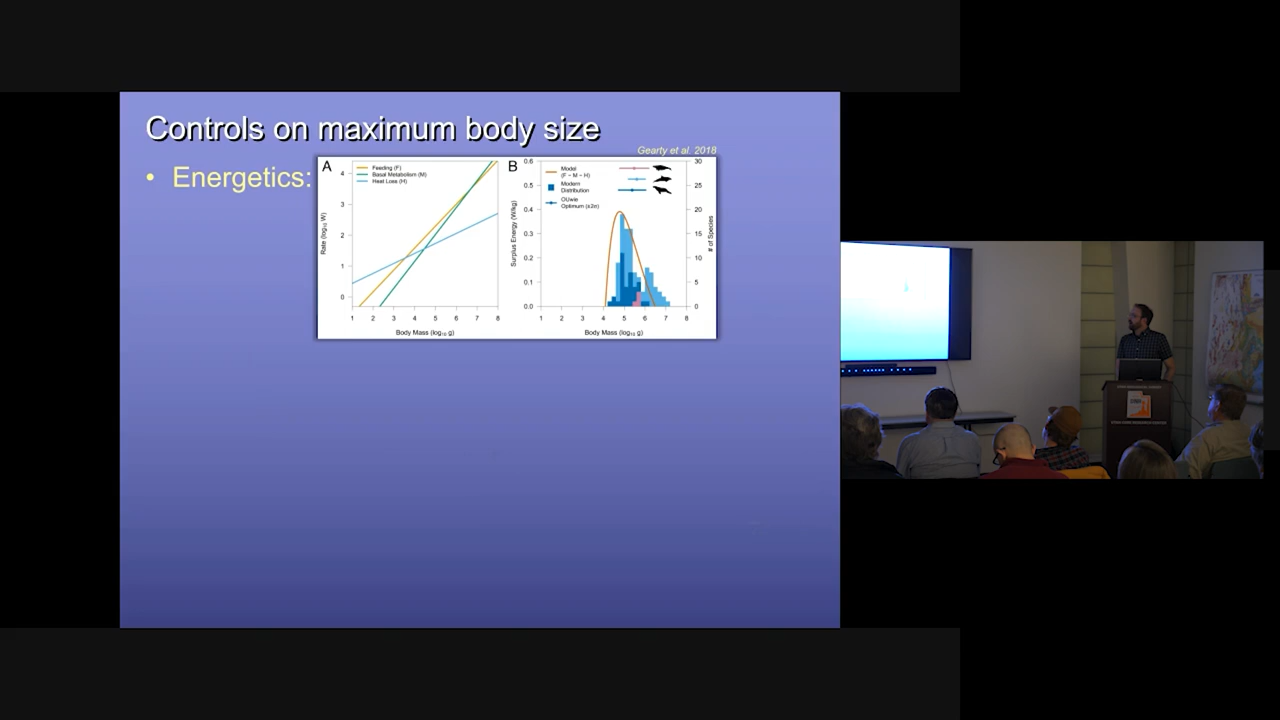 Controls on maximum body size
Gearty et al. 2018
• Energetics:
A
Feeding (F)
Basal Metabolism (M)
Heat Loss (H)
Rate (log₁₀ W)
4
3
2
1
0
1 2 3 4 5 6 7 8
Body Mass (log₁₀ g)
B
Model
(F − M − H)
Modern
Distribution
OUwie
Optimum (±2σ)
Surplus Energy (W/kg)
0.6
0.5
0.4
0.3
0.2
0.1
0.0
30
25
20
15
10
5
0
# of Species
1 2 3 4 5 6 7 8
Body Mass (log₁₀ g)